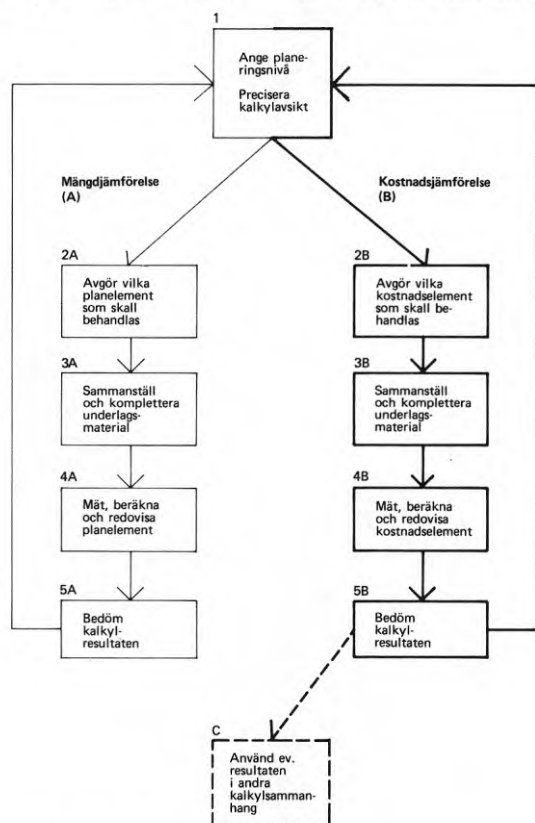 1
Ange plane-
ringsnivå
Precisera
kalkylavsikt
Mängdjämförelse
(A)
Kostnadsjämförelse
(B)
2A
Avgör vilka
planelement
som skall
behandlas
2B
Avgör vilka
kostnadselement
som skall be-
handlas
3A
Sammanställ
och komplettera
underlags-
material
3B
Sammanställ
och komplettera
underlags-
material
4A
Mät, beräkna
och redovisa
planelement
4B
Mät, beräkna
och redovisa
kostnadselement
5A
Bedöm
kalkyl-
resultaten
5B
Bedöm
kalkyl-
resultaten
C
Använd ev.
resultaten
i andra
kalkylsamman-
hang